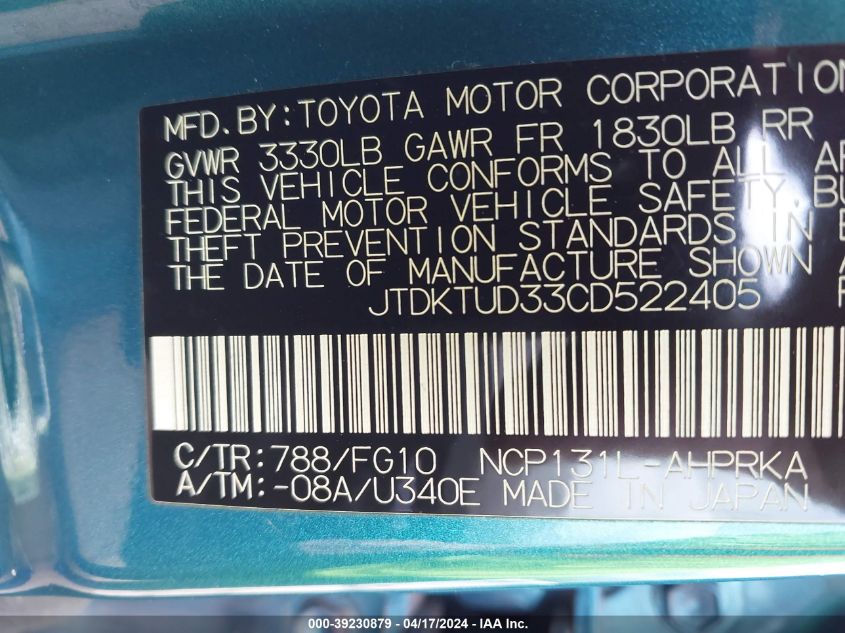 MFD. BY: TOYOTA MOTOR CORPORATION
GVWR 3330LB GAWR FR 1830LB RR
THIS VEHICLE CONFORMS TO ALL
FEDERAL MOTOR VEHICLE SAFETY,
THEFT PREVENTION STANDARDS IN
THE DATE OF MANUFACTURE SHOWN
JTDKTUD33CD522405
C/TR: 788/FG10 NCP131L-AHPRKA
A/TM: -08A/U340E MADE IN JAPAN
000-39230879 - 04/17/2024 - IAA Inc.